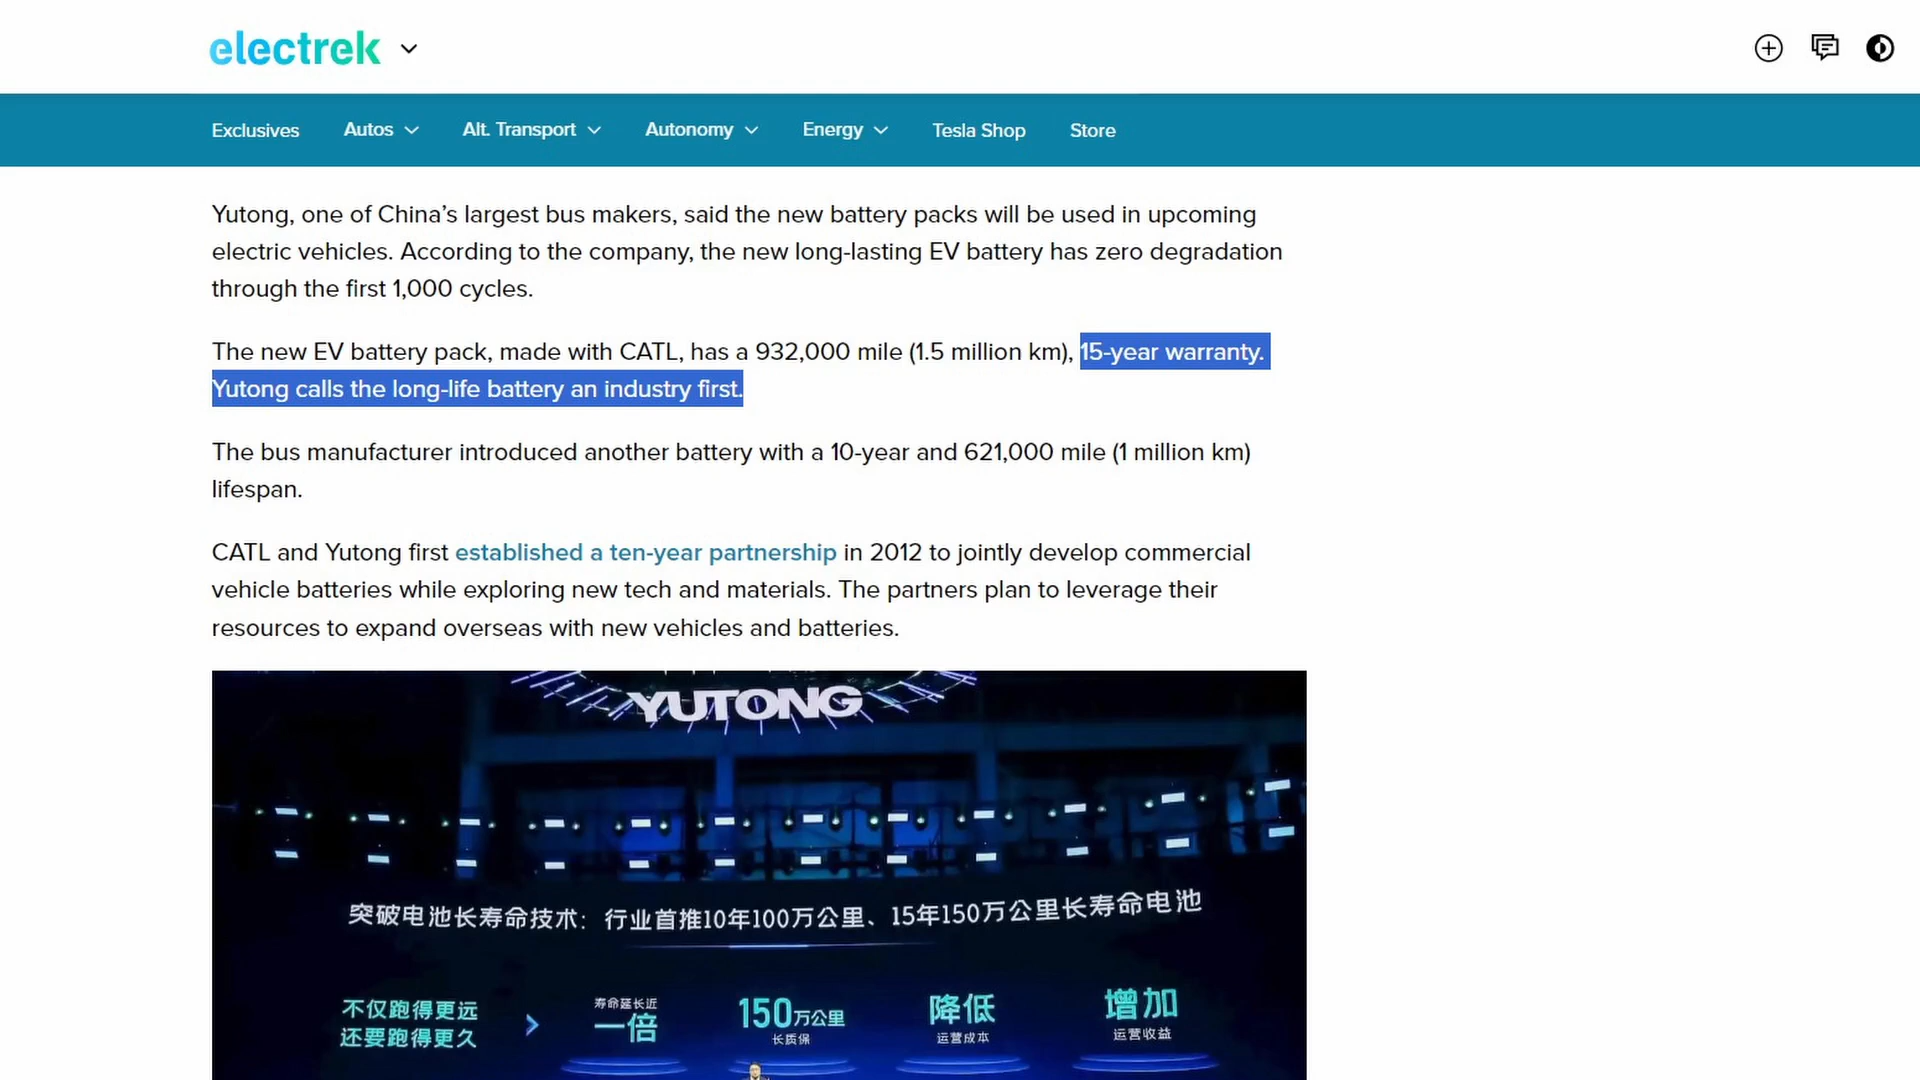 electrek
Exclusives Autos Alt. Transport Autonomy Energy Tesla Shop Store
Yutong, one of China’s largest bus makers, said the new battery packs will be used in upcoming
electric vehicles. According to the company, the new long-lasting EV battery has zero degradation
through the first 1,000 cycles.
The new EV battery pack, made with CATL, has a 932,000 mile (1.5 million km), 15-year warranty.
Yutong calls the long-life battery an industry first.
The bus manufacturer introduced another battery with a 10-year and 621,000 mile (1 million km)
lifespan.
CATL and Yutong first established a ten-year partnership in 2012 to jointly develop commercial
vehicle batteries while exploring new tech and materials. The partners plan to leverage their
resources to expand overseas with new vehicles and batteries.
YUTONG
突破电池长寿命技术：行业首推10年100万公里、15年150万公里长寿命电池
不仅跑得更远
还要跑得更久
寿命延长近
一倍
150万公里
长质保
降低
运营成本
增加
运营收益